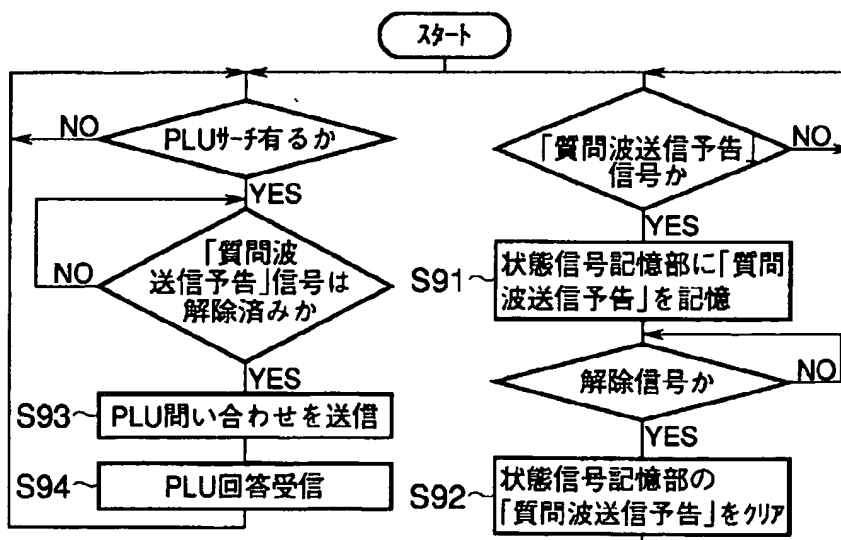 スタート
NO
PLUサーチ有るか
YES
NO
「質問波
送信予告」信号は
解除済みか
YES
S93
PLU問い合わせを送信
S94
PLU回答受信
「質問波送信予告」
信号か
NO
YES
S91
状態信号記憶部に「質問
波送信予告」を記憶
解除信号か
NO
YES
S92
状態信号記憶部の
「質問波送信予告」をクリア